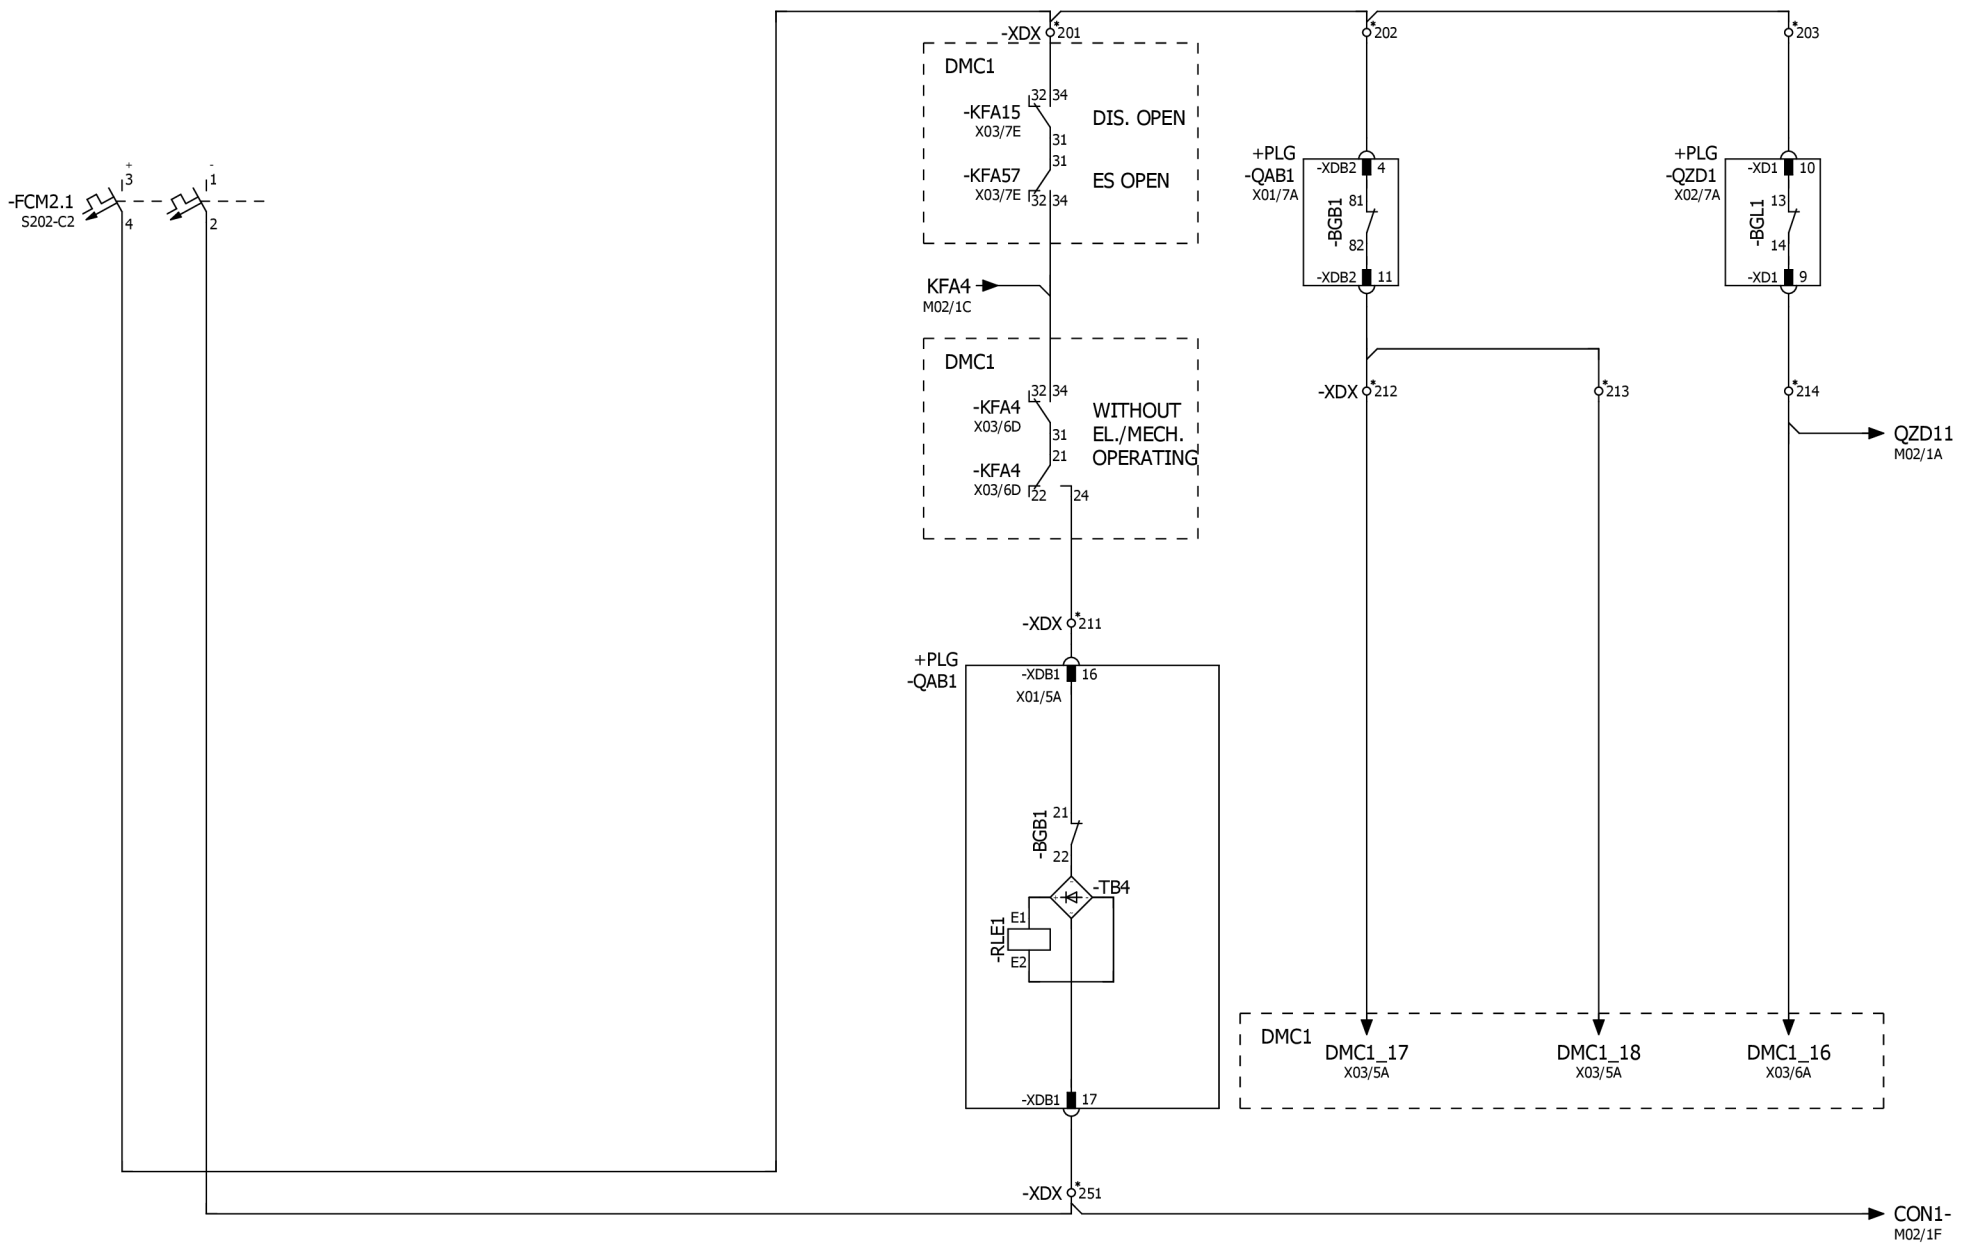 -XDX
*
201
*
202
*
203
DMC1
32
34
-KFA15
X03/7E
31
DIS. OPEN
31
-KFA57
X03/7E
32
34
ES OPEN
+
3
-FCM2.1
S202-C2
4
-
1
2
+PLG
-QAB1
X01/7A
-XDB2
4
81
-BGB1
82
-XDB2
11
+PLG
-QZD1
X02/7A
-XD1
10
13
-BGL1
14
-XD1
9
KFA4
M02/1C
DMC1
32
34
-KFA4
X03/6D
31
21
-KFA4
X03/6D
22
24
WITHOUT
EL./MECH.
OPERATING
-XDX
*
212
*
213
*
214
QZD11
M02/1A
-XDX
*
211
+PLG
-QAB1
-XDB1
16
X01/5A
21
-BGB1
22
-TB4
E1
-RLE1
E2
-XDB1
17
DMC1
DMC1_17
X03/5A
DMC1_18
X03/5A
DMC1_16
X03/6A
-XDX
*
251
CON1-
M02/1F